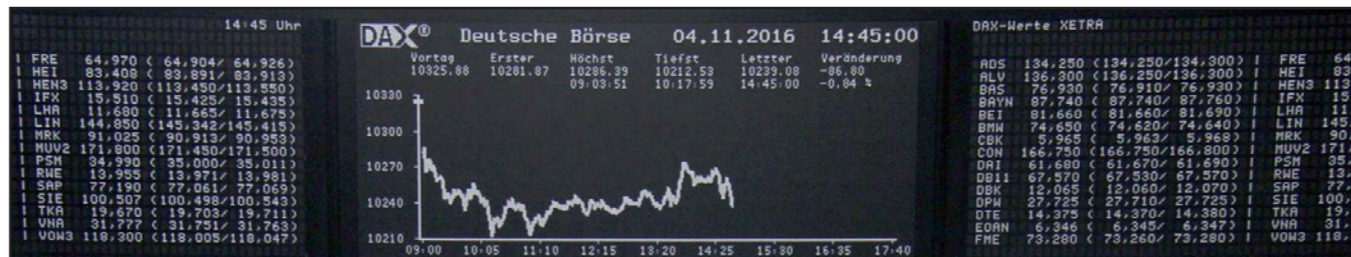 14:45 Uhr
| FRE 64,970 ( 64,904/ 64,926)
| HEI 83,408 ( 83,891/ 83,913)
| HEN3 113,920 (113,450/113,550)
| IFX 15,510 ( 15,425/ 15,435)
| LHA 11,680 ( 11,665/ 11,675)
| LIN 144,850 (145,342/145,415)
| MRK 91,025 ( 90,913/ 90,953)
| MUV2 171,800 (171,450/171,500)
| PSM 34,990 ( 35,000/ 35,011)
| RWE 13,955 ( 13,971/ 13,981)
| SAP 77,190 ( 77,061/ 77,069)
| SIE 100,507 (100,498/100,543)
| TKA 19,670 ( 19,703/ 19,711)
| VNA 31,777 ( 31,751/ 31,763)
| VOW3 118,300 (118,005/118,047)
DAX® Deutsche Börse 04.11.2016 14:45:00
Vortag Erster Höchst Tiefst Letzter Veränderung
10325.88 10281.87 10286.39 10212.53 10239.08 -86.80
09:03:51 10:17:59 14:45:00 -0.84 %
10330
10300
10270
10240
10210
09:00 10:05 11:10 12:15 13:20 14:25 15:30 16:35 17:40
DAX-Werte XETRA
ADS 134,250 (134,250/134,300) | FRE 64
ALV 136,300 (136,250/136,300) | HEI 83
BAS 76,930 ( 76,910/ 76,930) | HEN3 113
BAYN 87,740 ( 87,740/ 87,760) | IFX 15
BEI 81,660 ( 81,660/ 81,690) | LHA 11
BMW 74,650 ( 74,620/ 74,640) | LIN 145
CBK 5,965 ( 5,963/ 5,968) | MRK 90,
CON 166,750 (166,750/166,800) | MUV2 171,
DAI 61,680 ( 61,670/ 61,690) | PSM 35,
DB11 67,570 ( 67,530/ 67,570) | RWE 13,
DBK 12,065 ( 12,060/ 12,070) | SAP 77,
DPW 27,725 ( 27,710/ 27,725) | SIE 100,
DTE 14,375 ( 14,370/ 14,380) | TKA 19,
EOAN 6,346 ( 6,345/ 6,347) | VNA 31,
FME 73,280 ( 73,260/ 73,280) | VOW3 118,